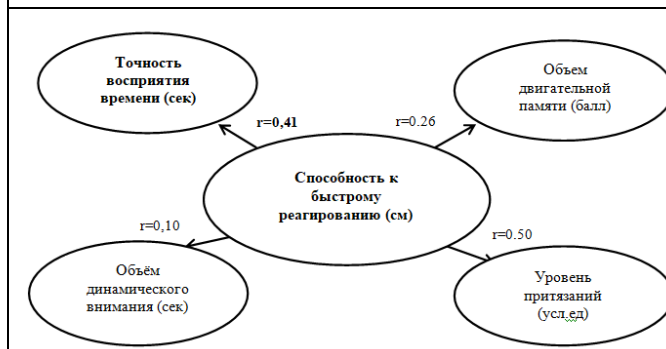 Точность
восприятия
времени (сек)
Объем
двигательной
памяти (балл)
r=0,41
r=0.26
Способность к
быстрому
реагированию (см)
r=0,10
r=0.50
Объём
динамического
внимания (сек)
Уровень
притязаний
(усл.ед)